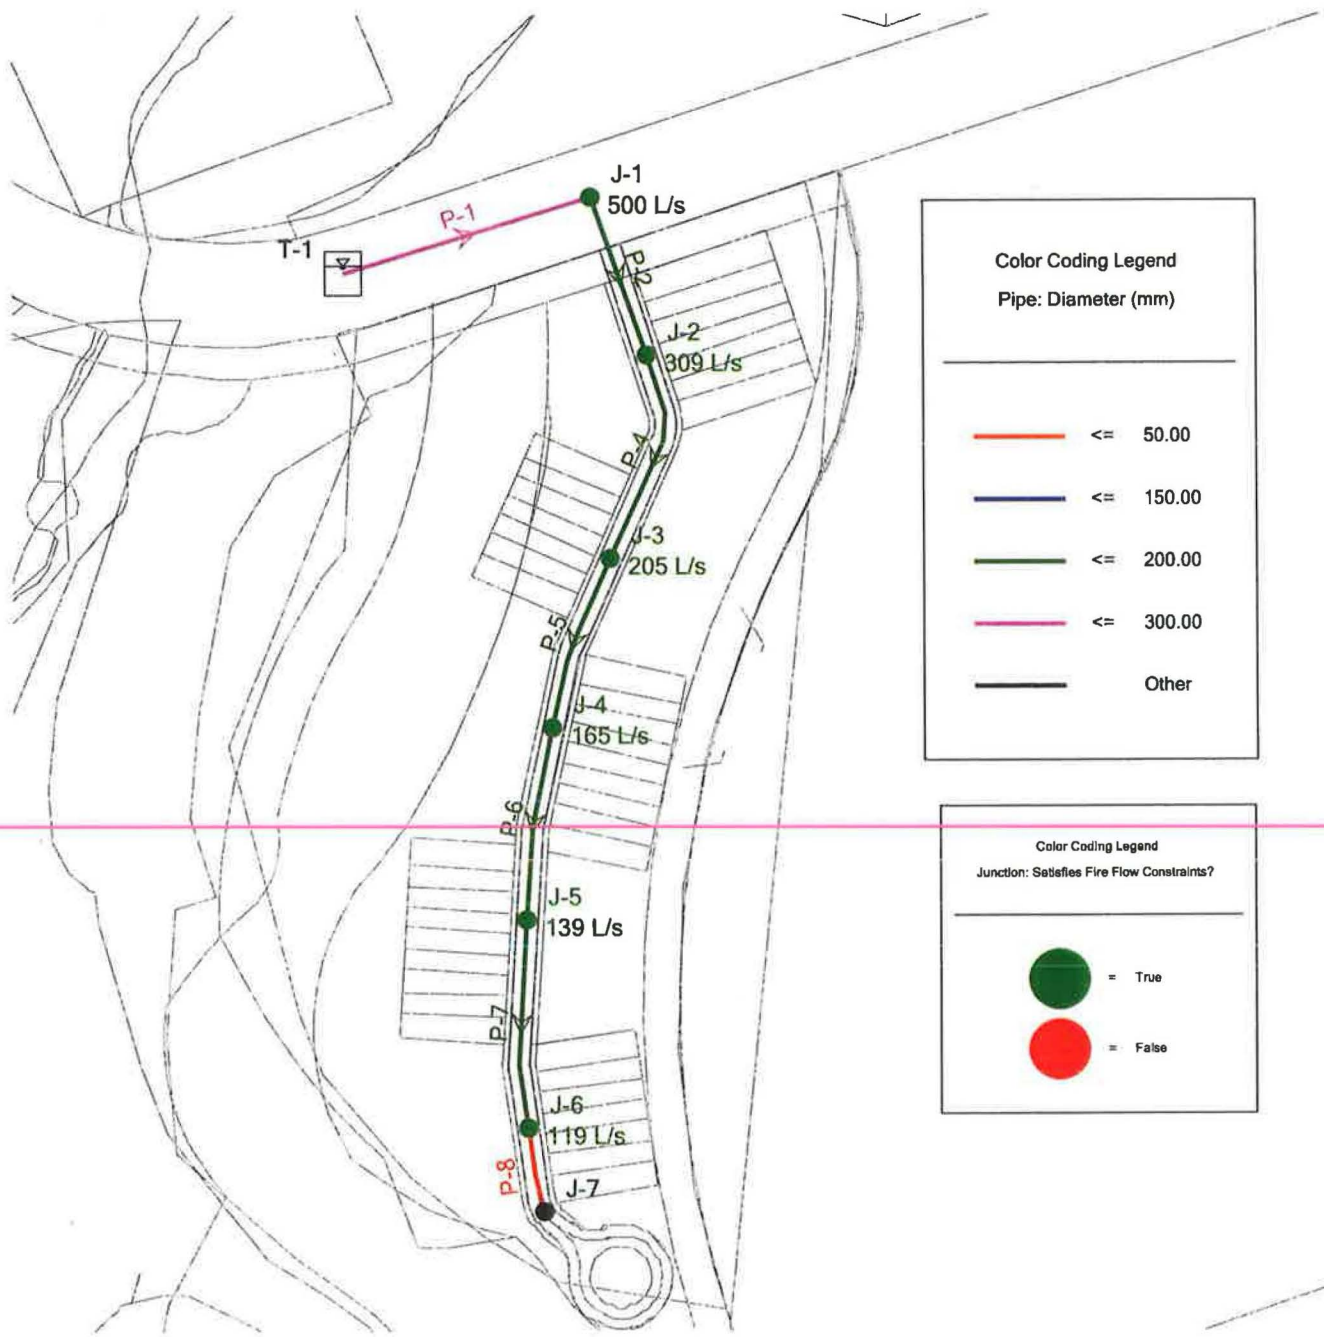 J-1
500 L/s
P-1
T-1
P-2
J-2
309 L/s
P-4
J-3
205 L/s
P-5
J-4
165 L/s
P-6
J-5
139 L/s
P-7
J-6
119 L/s
P-8
J-7
Color Coding Legend
Pipe: Diameter (mm)
<= 50.00
<= 150.00
<= 200.00
<= 300.00
Other
Color Coding Legend
Junction: Satisfies Fire Flow Constraints?
= True
= False